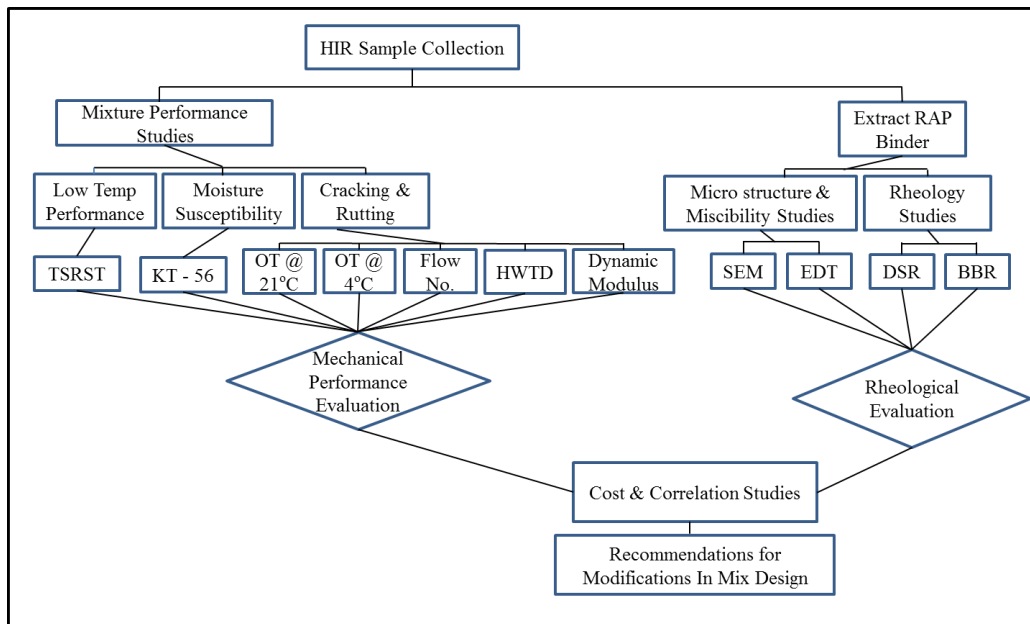 HIR Sample Collection
Mixture Performance
Studies
Extract RAP
Binder
Low Temp
Performance
Moisture
Susceptibility
Cracking &
Rutting
Micro structure &
Miscibility Studies
Rheology
Studies
TSRST
KT - 56
OT @
21°C
OT @
4°C
Flow
No.
HWTD
Dynamic
Modulus
SEM
EDT
DSR
BBR
Mechanical
Performance
Evaluation
Rheological
Evaluation
Cost & Correlation Studies
Recommendations for
Modifications In Mix Design